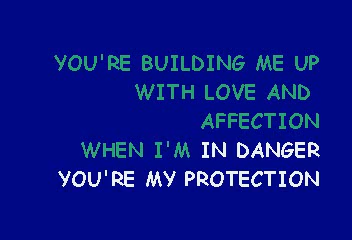 YOU'RE BUILDING ME UP
WITH LOVE AND
AFFECTION
WHEN I'M IN DANGER
YOU'RE MY PROTECTION